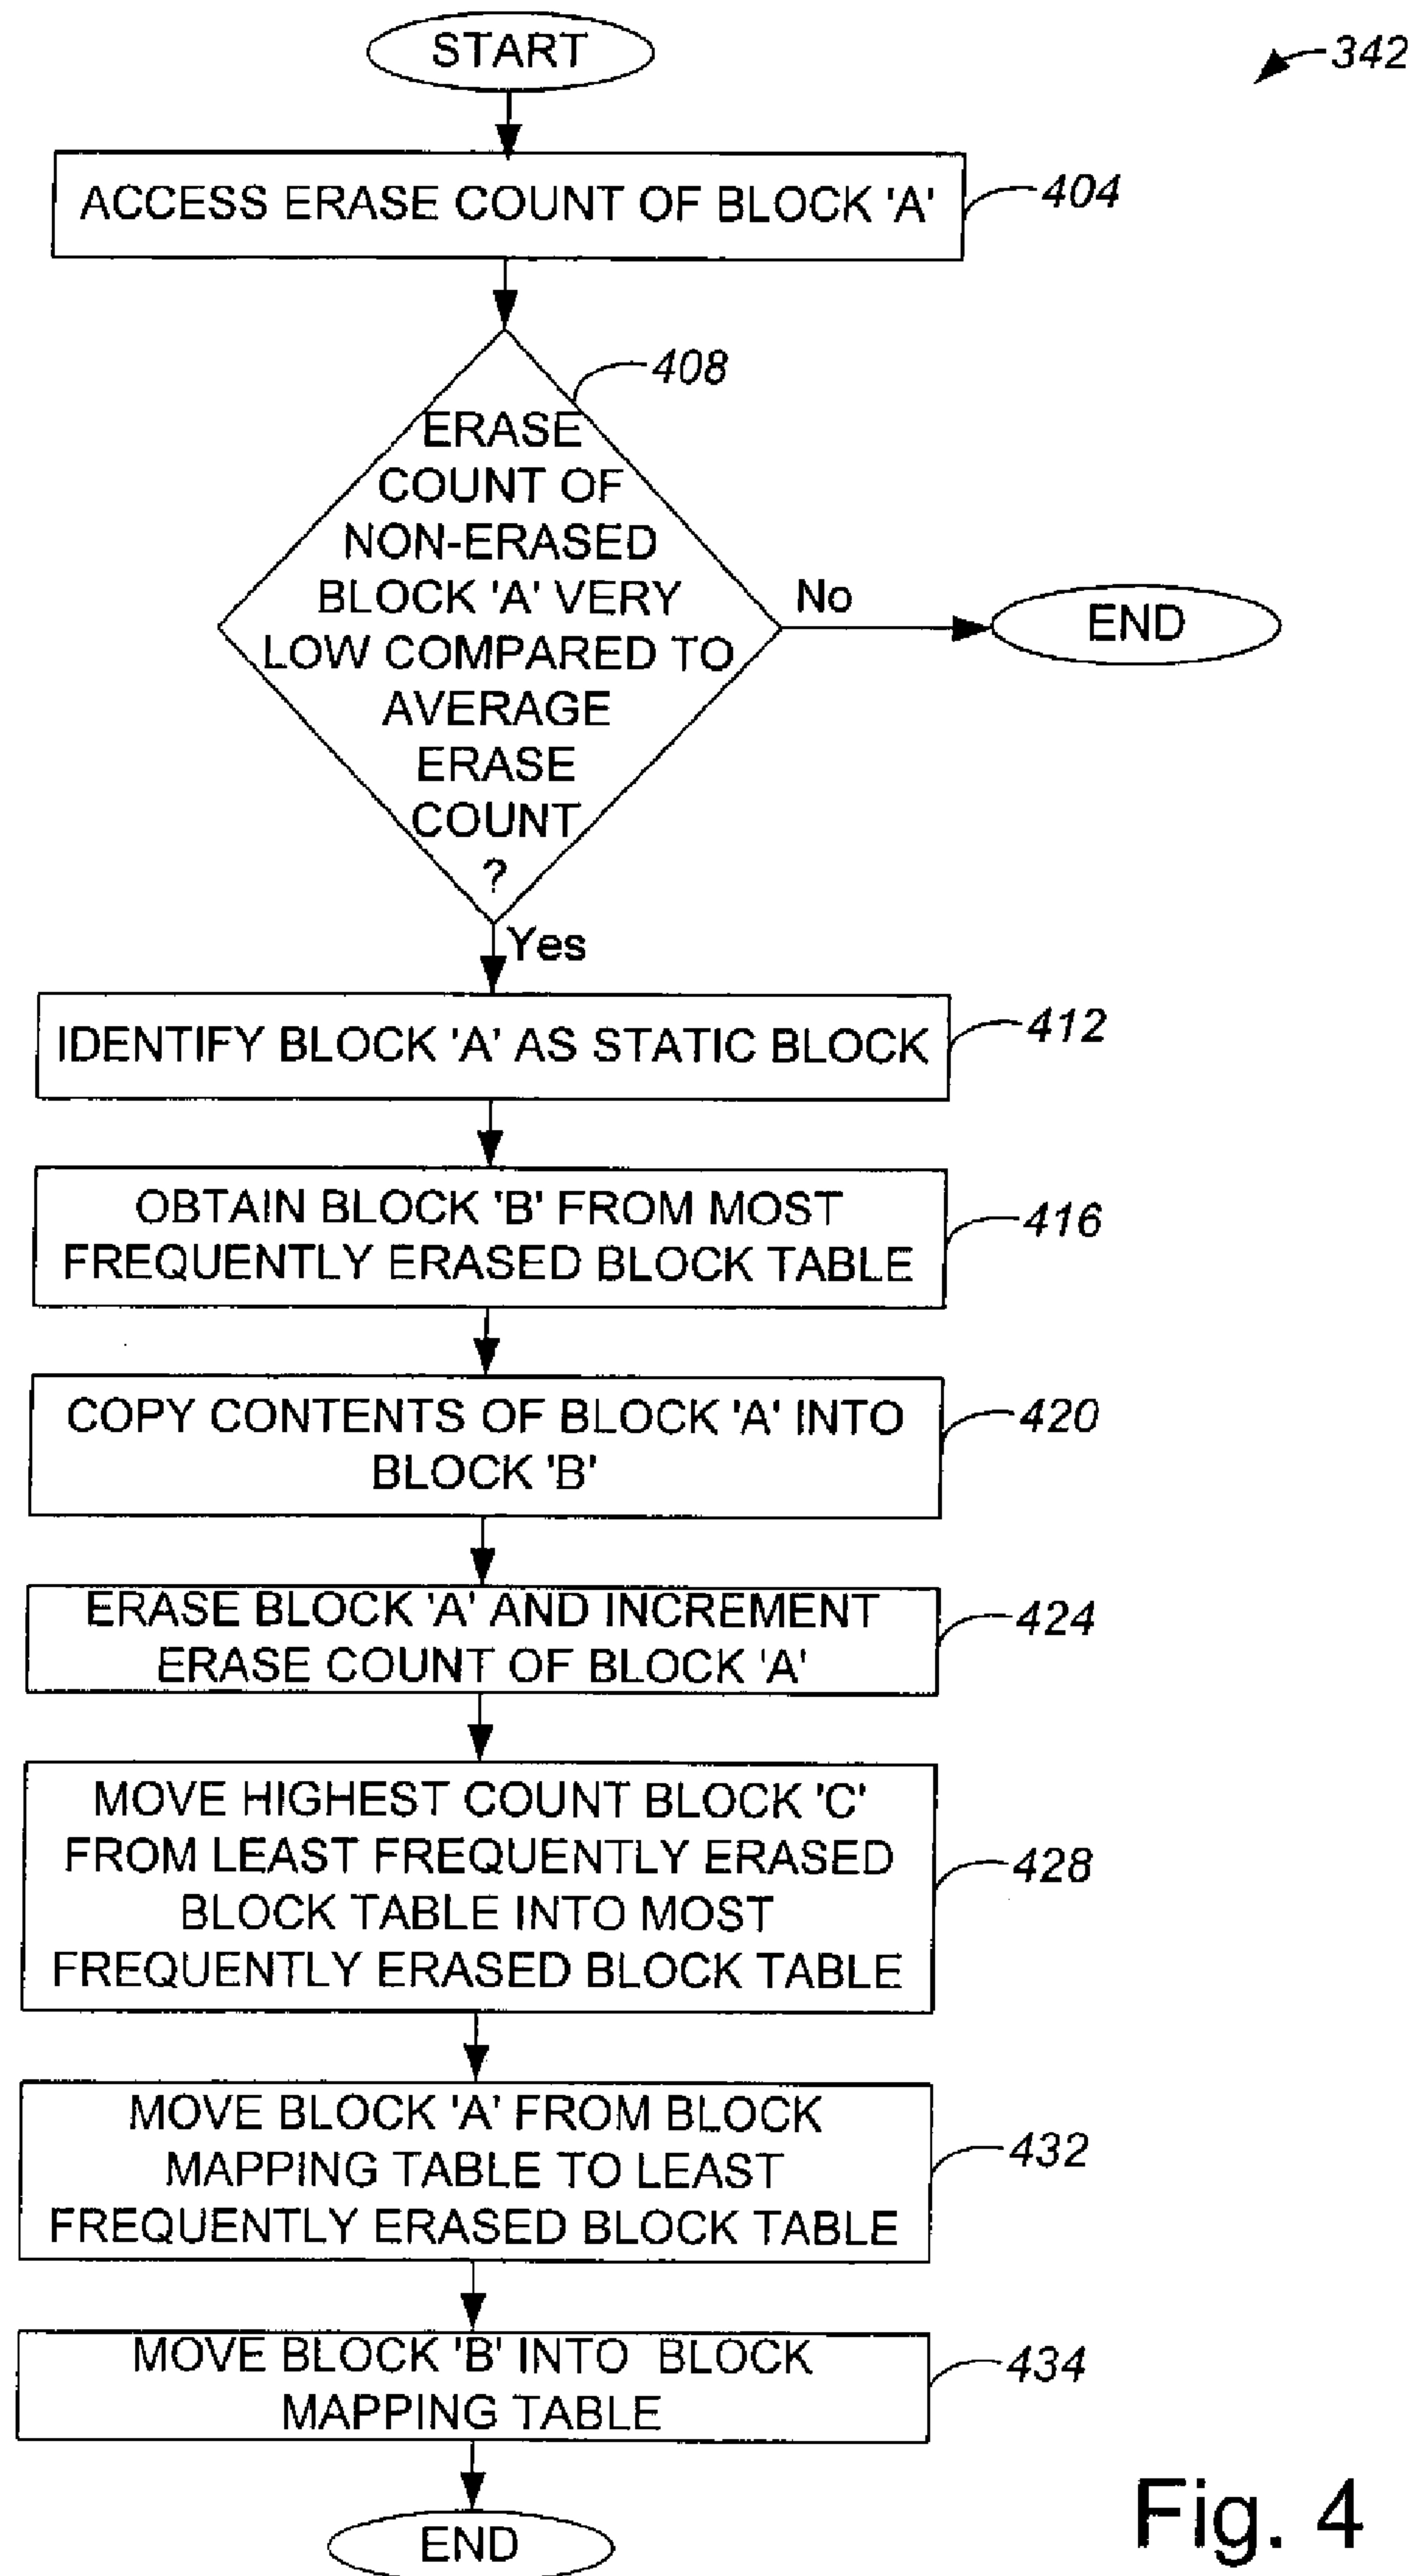 START
342
ACCESS ERASE COUNT OF BLOCK 'A'
404
408
ERASE
COUNT OF
NON-ERASED
BLOCK 'A' VERY
LOW COMPARED TO
AVERAGE
ERASE
COUNT
?
No
END
Yes
IDENTIFY BLOCK 'A' AS STATIC BLOCK
412
OBTAIN BLOCK 'B' FROM MOST
FREQUENTLY ERASED BLOCK TABLE
416
COPY CONTENTS OF BLOCK 'A' INTO
BLOCK 'B'
420
ERASE BLOCK 'A' AND INCREMENT
ERASE COUNT OF BLOCK 'A'
424
MOVE HIGHEST COUNT BLOCK 'C'
FROM LEAST FREQUENTLY ERASED
BLOCK TABLE INTO MOST
FREQUENTLY ERASED BLOCK TABLE
428
MOVE BLOCK 'A' FROM BLOCK
MAPPING TABLE TO LEAST
FREQUENTLY ERASED BLOCK TABLE
432
MOVE BLOCK 'B' INTO BLOCK
MAPPING TABLE
434
END
Fig. 4